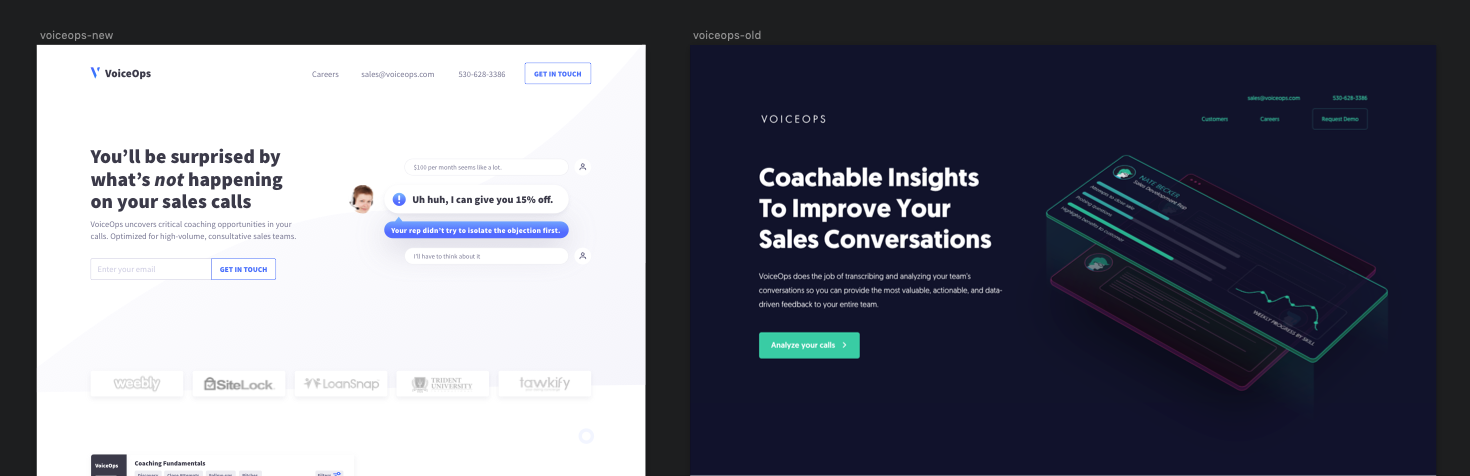 voiceops-new
VoiceOps
Careers
sales@voiceops.com
530-628-3386
GET IN TOUCH
You'll be surprised by
what's not happening
on your sales calls
VoiceOps uncovers critical coaching opportunities in your
calls. Optimized for high-volume, consultative sales teams.
Enter your email
GET IN TOUCH
$100 per month seems like a lot.
Uh huh, I can give you 15% off.
Your rep didn't try to isolate the objection first.
I'll have to think about it
weebly
SiteLock
LoanSnap
TRIDENT
UNIVERSITY
tawkify
VoiceOps
Coaching Fundamentals
voiceops-old
sales@voiceops.com
530-628-3386
VOICEOPS
Customers
Careers
Request Demo
Coachable Insights
To Improve Your
Sales Conversations
VoiceOps does the job of transcribing and analyzing your team's
conversations so you can provide the most valuable, actionable, and data-
driven feedback to your entire team.
Analyze your calls
NATE BECKER
Sales Development Rep
Highlights benefits for customer
WEEKLY PROGRESS BY SKILL